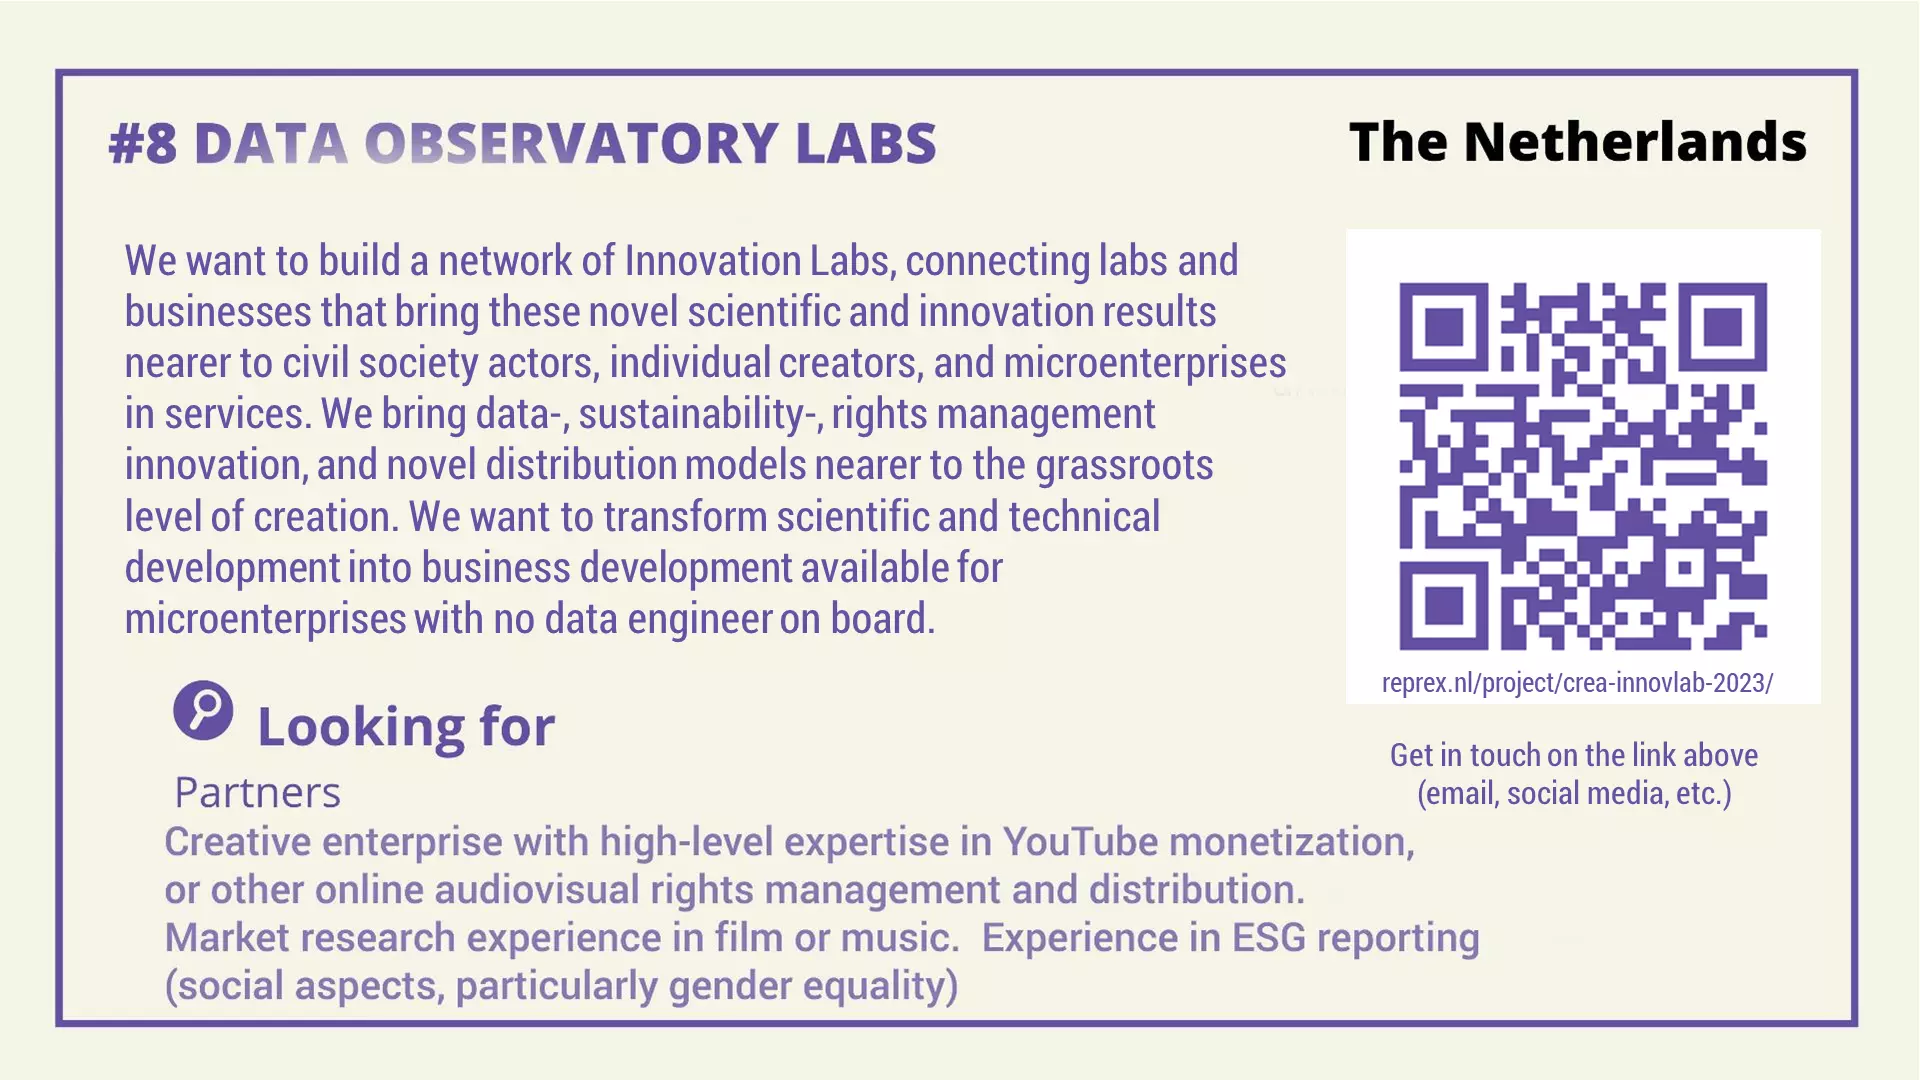 #8 DATA OBSERVATORY LABS
The Netherlands
We want to build a network of Innovation Labs, connecting labs and
businesses that bring these novel scientific and innovation results
nearer to civil society actors, individual creators, and microenterprises
in services. We bring data-, sustainability-, rights management
innovation, and novel distribution models nearer to the grassroots
level of creation. We want to transform scientific and technical
development into business development available for
microenterprises with no data engineer on board.
reprex.nl/project/crea-innovlab-2023/
Get in touch on the link above
(email, social media, etc.)
Looking for
Partners
Creative enterprise with high-level expertise in YouTube monetization,
or other online audiovisual rights management and distribution.
Market research experience in film or music.  Experience in ESG reporting
(social aspects, particularly gender equality)